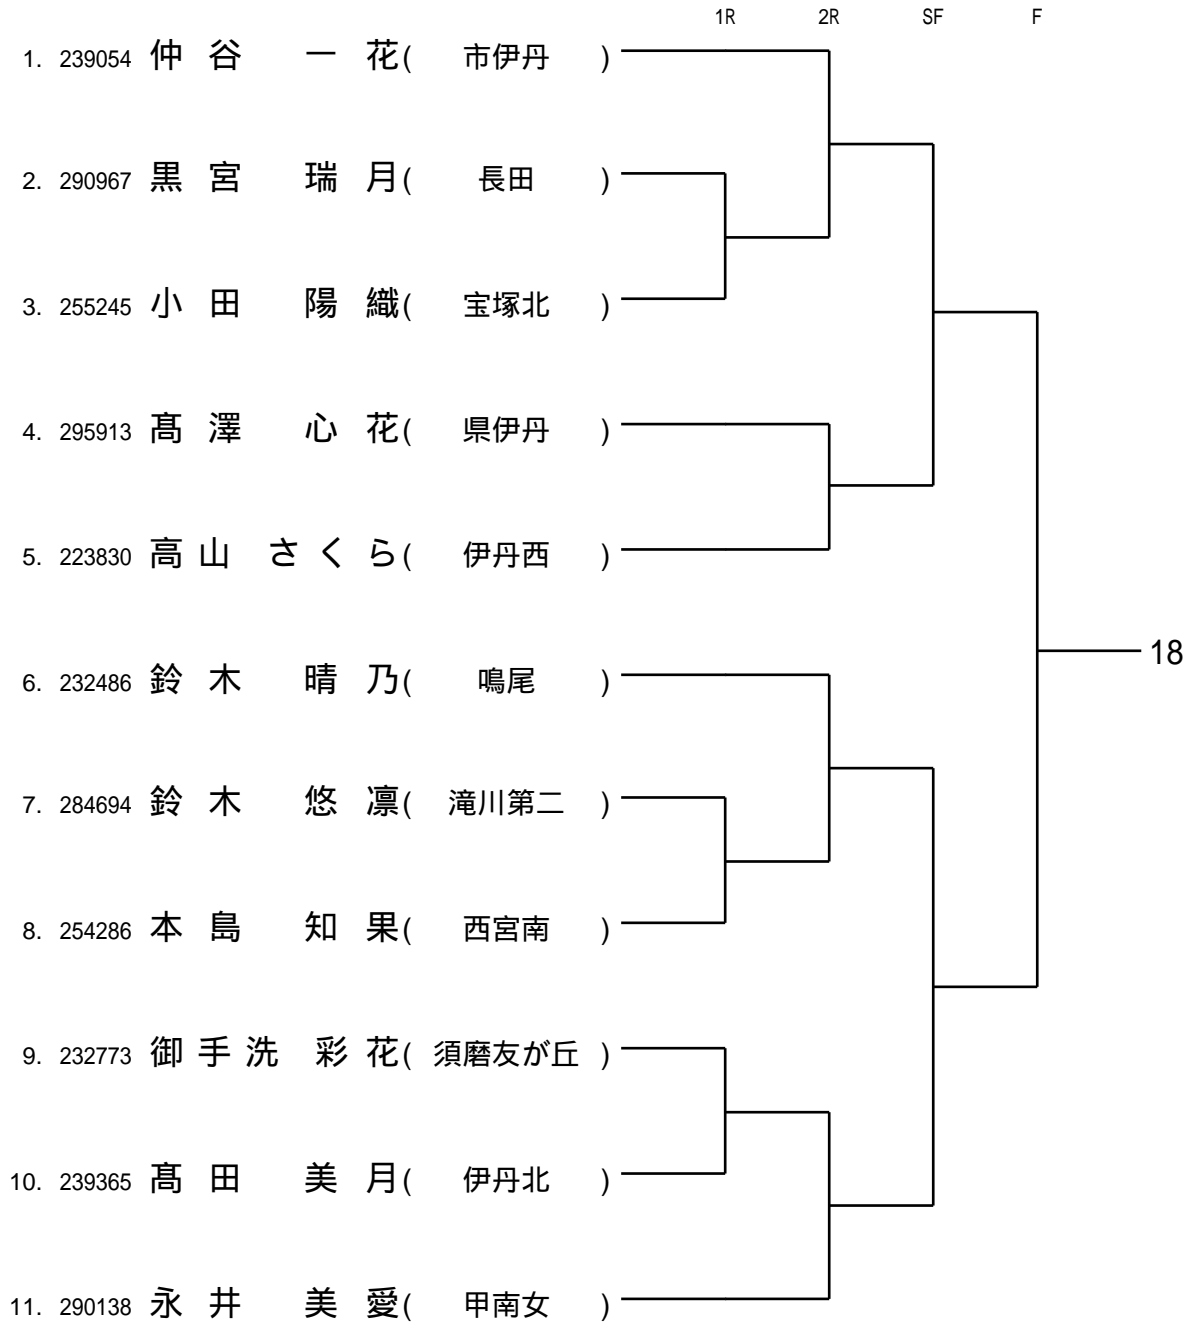 1R 2R SF F
1. 239054 仲谷 一花( 市伊丹 )
2. 290967 黒宮 瑞月( 長田 )
3. 255245 小田 陽織( 宝塚北 )
4. 295913 髙澤 心花( 県伊丹 )
5. 223830 高山 さくら( 伊丹西 )
18
6. 232486 鈴木 晴乃( 鳴尾 )
7. 284694 鈴木 悠凛( 滝川第二 )
8. 254286 本島 知果( 西宮南 )
9. 232773 御手洗 彩花( 須磨友が丘 )
10. 239365 髙田 美月( 伊丹北 )
11. 290138 永井 美愛( 甲南女 )